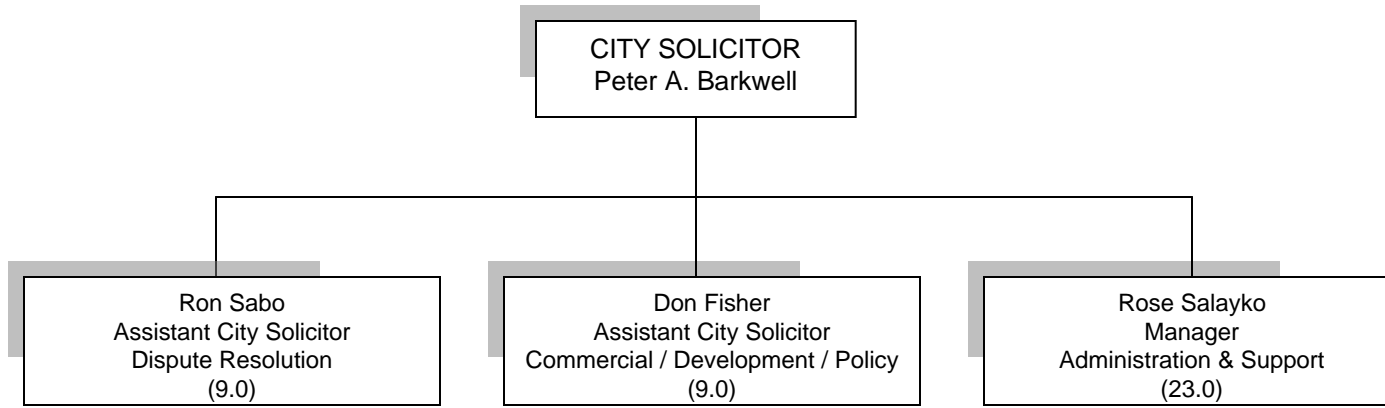 CITY SOLICITOR
Peter A. Barkwell
Ron Sabo
Assistant City Solicitor
Dispute Resolution
(9.0)
Don Fisher
Assistant City Solicitor
Commercial / Development / Policy
(9.0)
Rose Salayko
Manager
Administration & Support
(23.0)